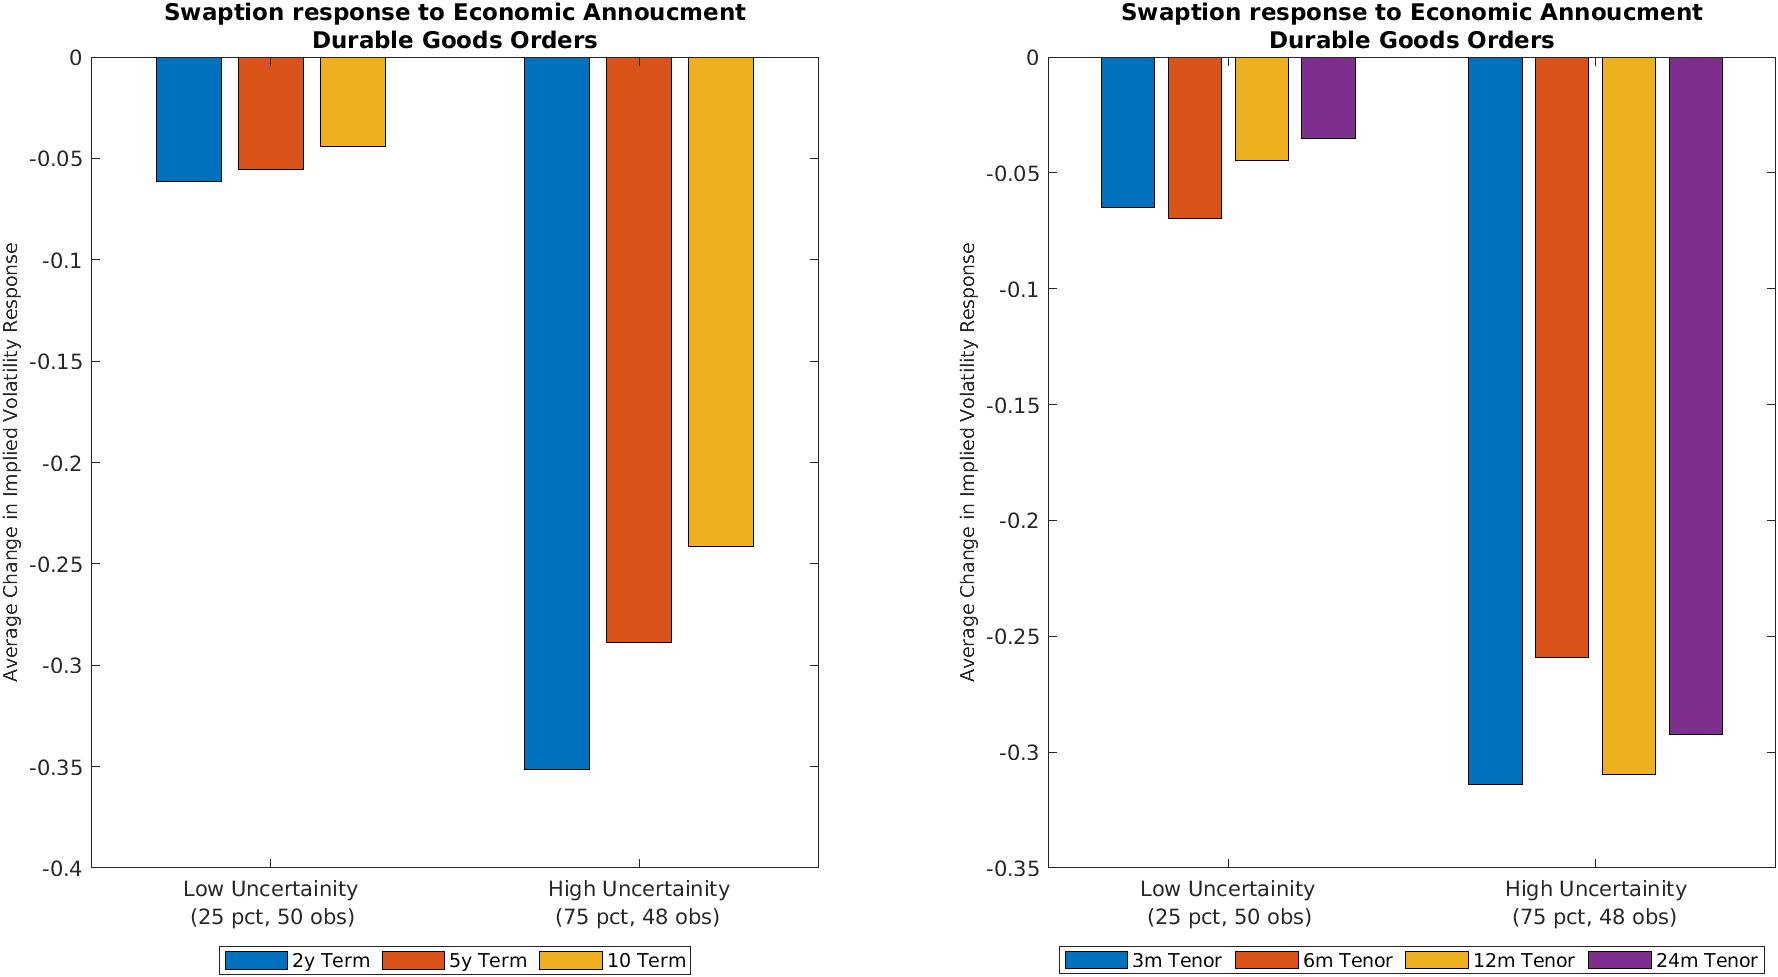 Swaption response to Economic Annoucment
Durable Goods Orders
Average Change in Implied Volatility Response
0
-0.05
-0.1
-0.15
-0.2
-0.25
-0.3
-0.35
-0.4
Low Uncertainity
(25 pct, 50 obs)
High Uncertainity
(75 pct, 48 obs)
2y Term
5y Term
10 Term
Swaption response to Economic Annoucment
Durable Goods Orders
Average Change in Implied Volatility Response
0
-0.05
-0.1
-0.15
-0.2
-0.25
-0.3
-0.35
Low Uncertainity
(25 pct, 50 obs)
High Uncertainity
(75 pct, 48 obs)
3m Tenor
6m Tenor
12m Tenor
24m Tenor